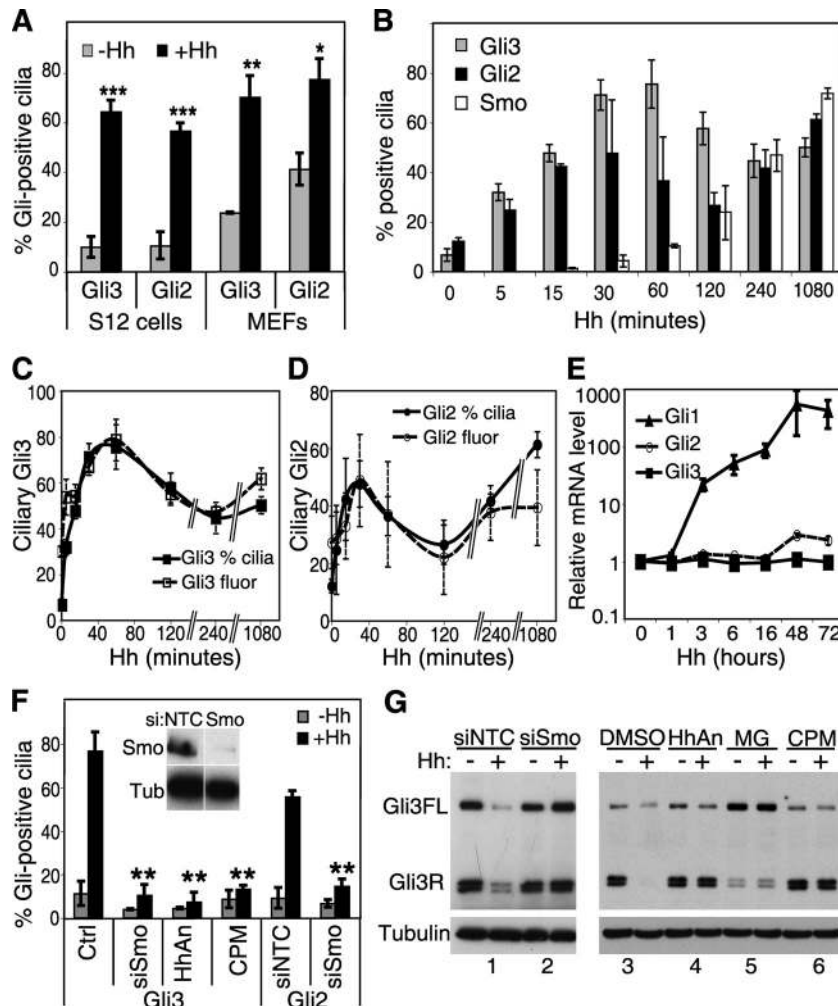 A
-Hh +Hh
% Gli-positive cilia
80
60
40
20
0
*** *** ** *
Gli3 Gli2 Gli3 Gli2
S12 cells MEFs
B
Gli3
Gli2
Smo
% positive
80
60
40
20
0
0 5 15 30 60 120 240 1080
Hh (minutes)
C
Ciliary Gli3
100
80
60
40
20
0
Gli3 % cilia
Gli3 fluor
0 40 80 120 240 1080
Hh (minutes)
D
Ciliary Gli2
80
60
40
20
0
Gli2 % cilia
Gli2 fluor
0 40 80 120 240 1080
Hh (minutes)
E
Relative mRNA level
1000
100
10
1
0.1
Gli1
Gli2
Gli3
0 1 3 6 16 48 72
Hh (hours)
F
-Hh
+Hh
% Gli-positive cilia
80
60
40
20
0
si:NTC Smo
Smo
Tub
** ** ** **
Ctrl siSmo HhAn CPM siNTC siSmo
Gli3 Gli2
G
siNTC siSmo DMSO HhAn MG CPM
Hh: - + - + - + - + - + - +
Gli3FL
Gli3R
Tubulin
1 2 3 4 5 6